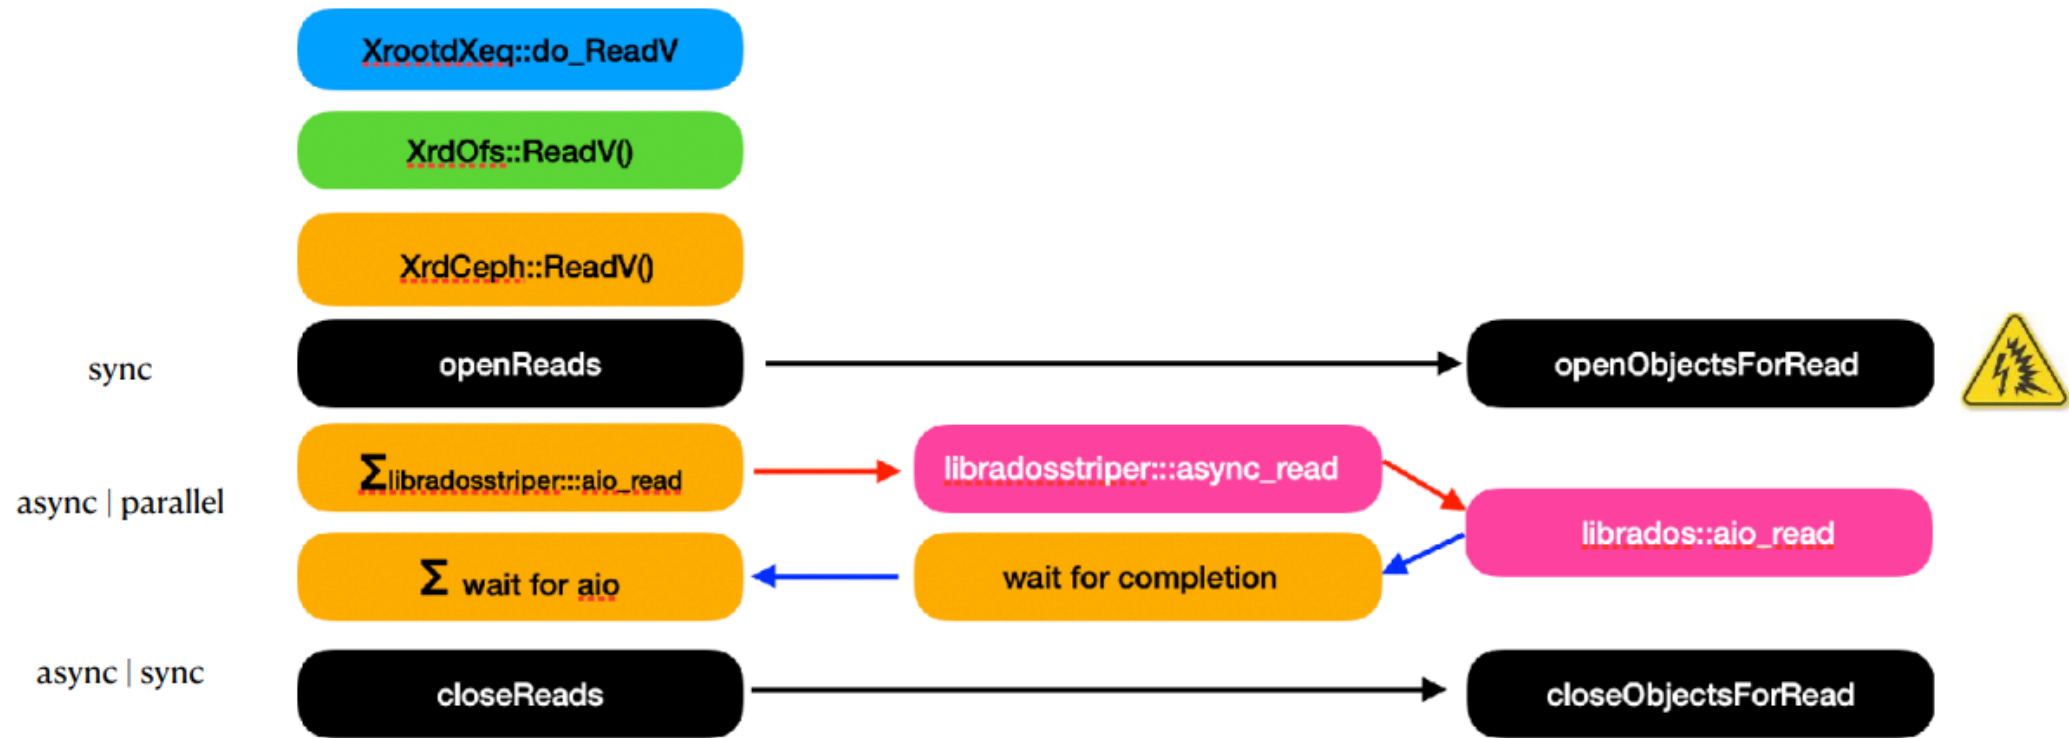 XrootdXeq::do_ReadV
XrdOfs::ReadV()
XrdCeph::ReadV()
sync
openReads
openObjectsForRead
async | parallel
Σlibradosstriper:::aio_read
libradosstriper:::async_read
librados::aio_read
Σ wait for aio
wait for completion
async | sync
closeReads
closeObjectsForRead